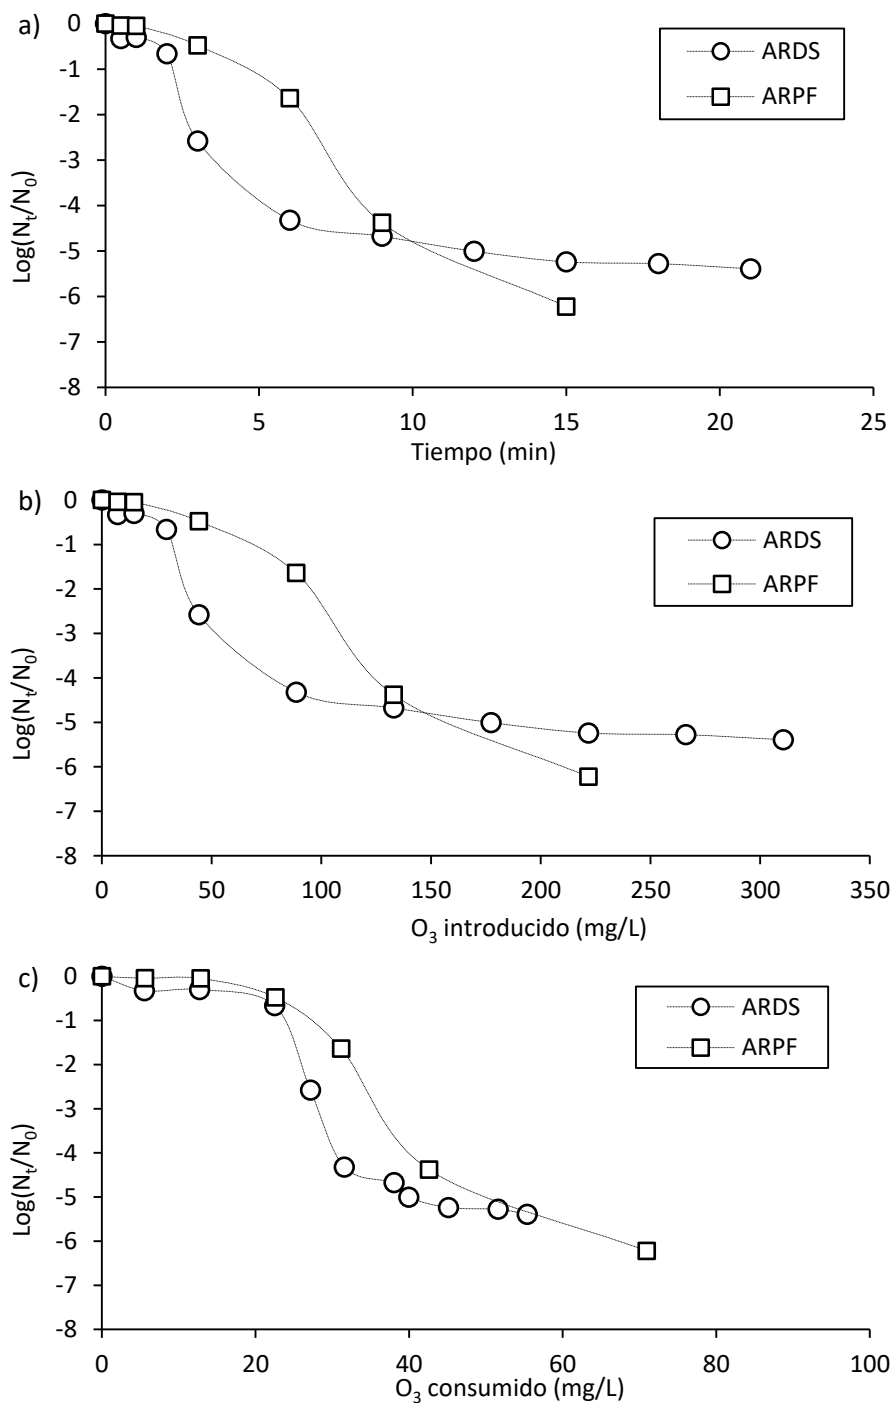 a)
0
-1
-2
-3
-4
-5
-6
-7
-8
Log(Nₜ/N₀)
ARDS
ARPF
0 5 10 15 20 25
Tiempo (min)
b)
0
-1
-2
-3
-4
-5
-6
-7
-8
Log(Nₜ/N₀)
ARDS
ARPF
0 50 100 150 200 250 300 350
O₃ introducido (mg/L)
c)
0
-1
-2
-3
-4
-5
-6
-7
-8
Log(Nₜ/N₀)
ARDS
ARPF
0 20 40 60 80 100
O₃ consumido (mg/L)